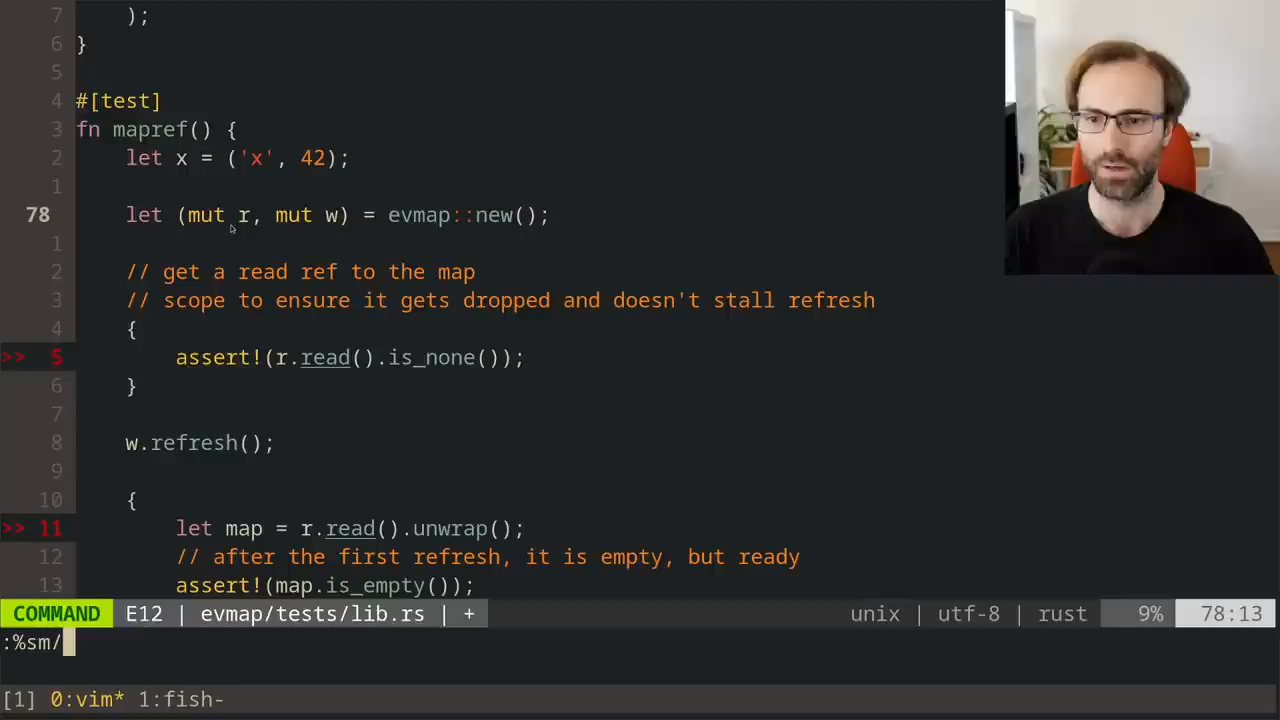 7     );
6 }
5
4 #[test]
3 fn mapref() {
2     let x = ('x', 42);
1
78     let (mut r, mut w) = evmap::new();
1
2     // get a read ref to the map
3     // scope to ensure it gets dropped and doesn't stall refresh
4     {
>> 5         assert!(r.read().is_none());
6     }
7
8     w.refresh();
9
10     {
>> 11         let map = r.read().unwrap();
12         // after the first refresh, it is empty, but ready
13         assert!(map.is_empty());
COMMAND E12 | evmap/tests/lib.rs | + unix | utf-8 | rust 9% 78:13
:%sm/
[1] 0:vim* 1:fish-